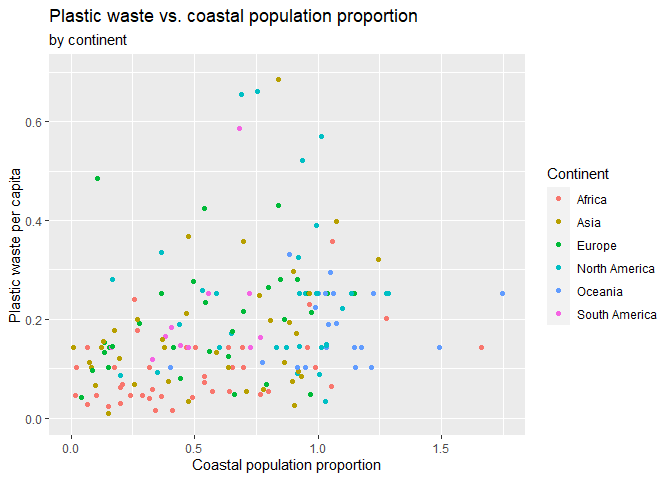 Plastic waste vs. coastal population proportion
by continent
Plastic waste per capita
0.6
0.4
0.2
0.0
0.0 0.5 1.0 1.5
Coastal population proportion
Continent
Africa
Asia
Europe
North America
Oceania
South America